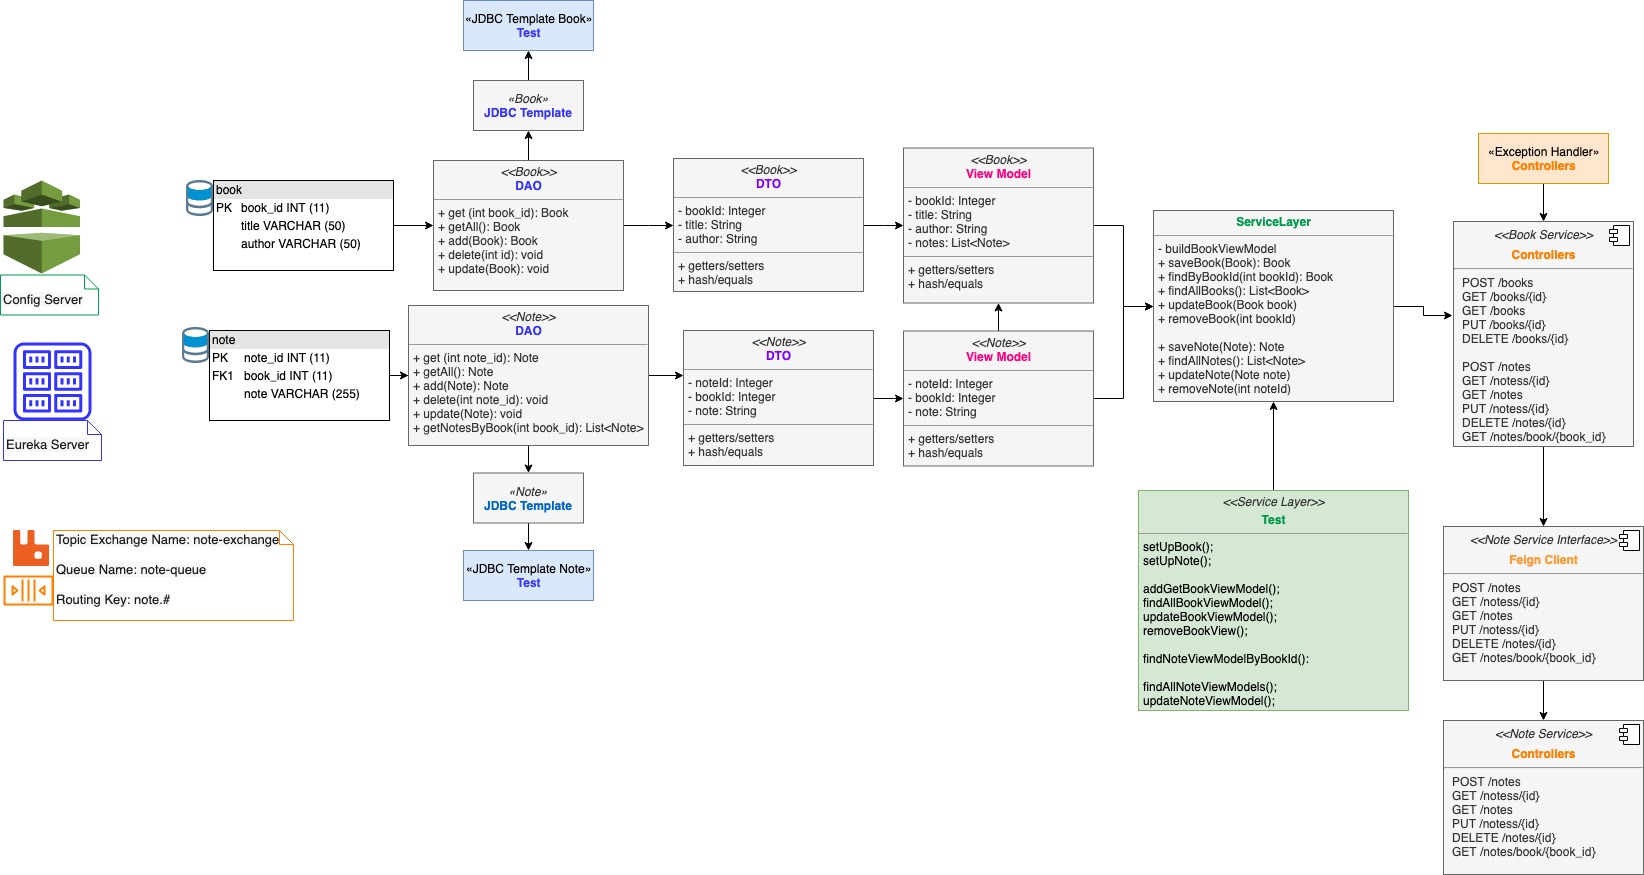 «JDBC Template Book»
Test
«Book»
JDBC Template
<<Book>>
DAO
+ get (int book_id): Book
+ getAll(): Book
+ add(Book): Book
+ delete(int id): void
+ update(Book): void
book
PK book_id INT (11)
title VARCHAR (50)
author VARCHAR (50)
<<Book>>
DTO
- bookId: Integer
- title: String
- author: String
+ getters/setters
+ hash/equals
<<Book>>
View Model
- bookId: Integer
- title: String
- author: String
- notes: List<Note>
+ getters/setters
+ hash/equals
Config Server
Eureka Server
note
PK note_id INT (11)
FK1 book_id INT (11)
note VARCHAR (255)
<<Note>>
DAO
+ get (int note_id): Note
+ getAll(): Note
+ add(Note): Note
+ delete(int note_id): void
+ update(Note): void
+ getNotesByBook(int book_id): List<Note>
<<Note>>
DTO
- noteId: Integer
- bookId: Integer
- note: String
+ getters/setters
+ hash/equals
<<Note>>
View Model
- noteId: Integer
- bookId: Integer
- note: String
+ getters/setters
+ hash/equals
«Note»
JDBC Template
«JDBC Template Note»
Test
Topic Exchange Name: note-exchange
Queue Name: note-queue
Routing Key: note.#
ServiceLayer
- buildBookViewModel
+ saveBook(Book): Book
+ findByBookId(int bookId): Book
+ findAllBooks(): List<Book>
+ updateBook(Book book)
+ removeBook(int bookId)
+ saveNote(Note): Note
+ findAllNotes(): List<Note>
+ updateNote(Note note)
+ removeNote(int noteId)
<<Service Layer>>
Test
setUpBook();
setUpNote();
addGetBookViewModel();
findAllBookViewModel();
updateBookViewModel();
removeBookView();
findNoteViewModelByBookId():
findAllNoteViewModels();
updateNoteViewModel();
«Exception Handler»
Controllers
<<Book Service>>
Controllers
POST /books
GET /books/{id}
GET /books
PUT /books/{id}
DELETE /books/{id}
POST /notes
GET /notess/{id}
GET /notes
PUT /notess/{id}
DELETE /notes/{id}
GET /notes/book/{book_id}
<<Note Service Interface>>
Feign Client
POST /notes
GET /notess/{id}
GET /notes
PUT /notess/{id}
DELETE /notes/{id}
GET /notes/book/{book_id}
<<Note Service>>
Controllers
POST /notes
GET /notess/{id}
GET /notes
PUT /notess/{id}
DELETE /notes/{id}
GET /notes/book/{book_id}